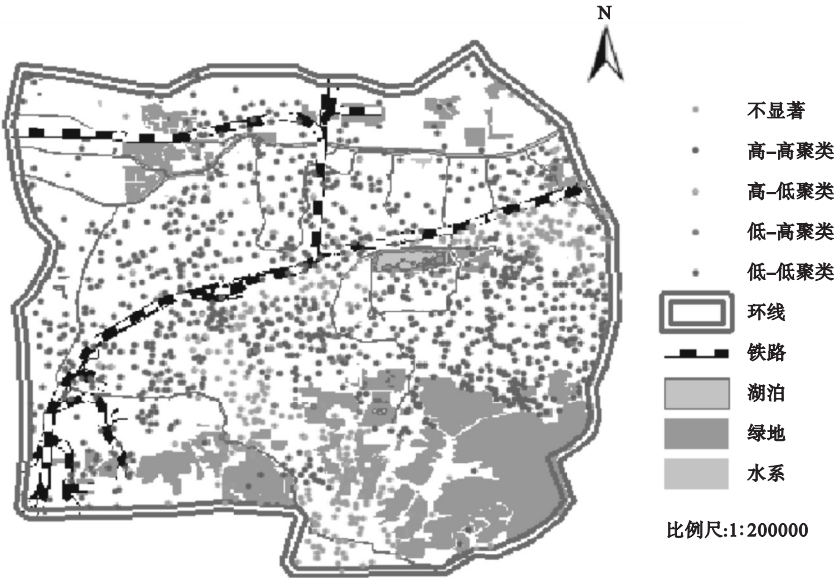 N
不显著
高-高聚类
高-低聚类
低-高聚类
低-低聚类
环线
铁路
湖泊
绿地
水系
比例尺:1:200000